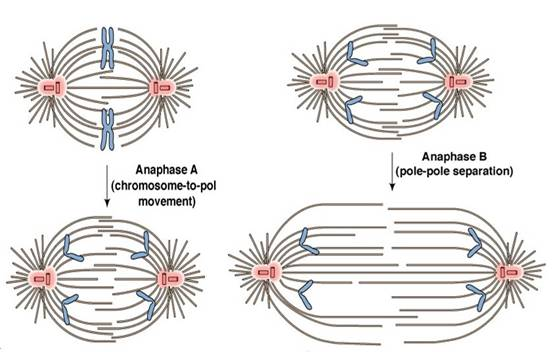 Anaphase A
(chromosome-to-pol
movement)
Anaphase B
(pole-pole separation)